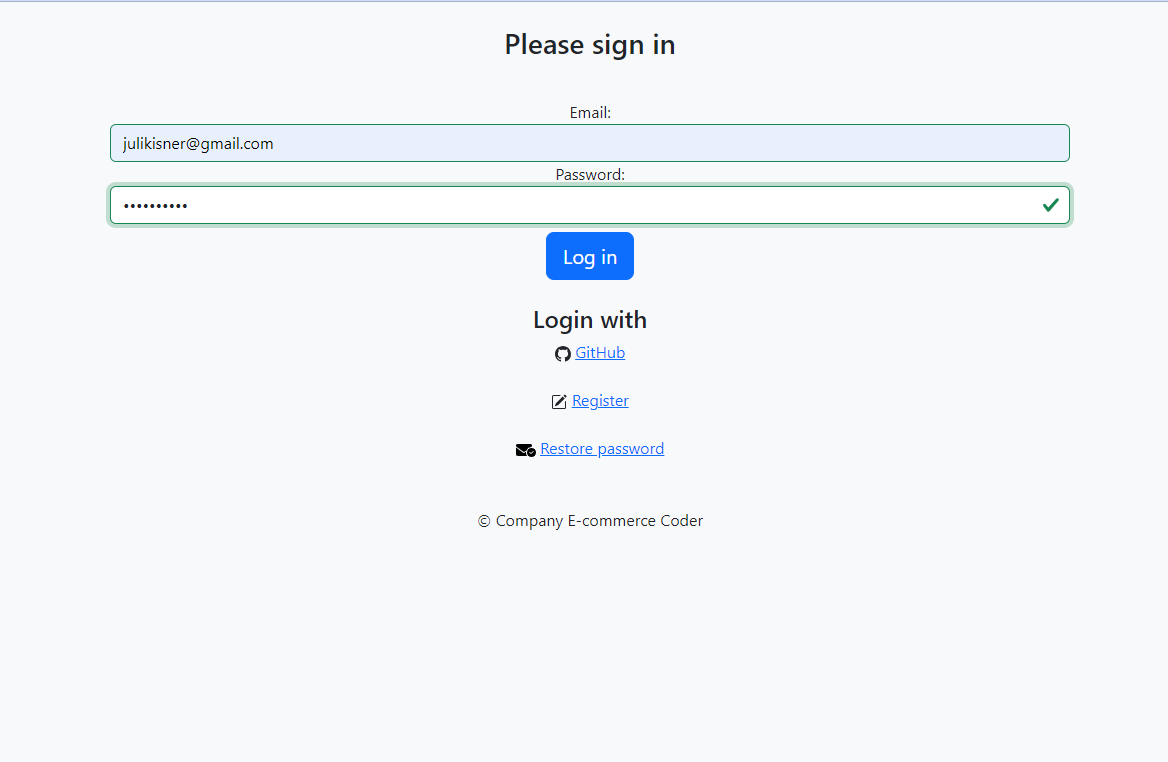 Please sign in
Email:
julikisner@gmail.com
Password:
••••••••••
Log in
Login with
GitHub
Register
Restore password
© Company E-commerce Coder